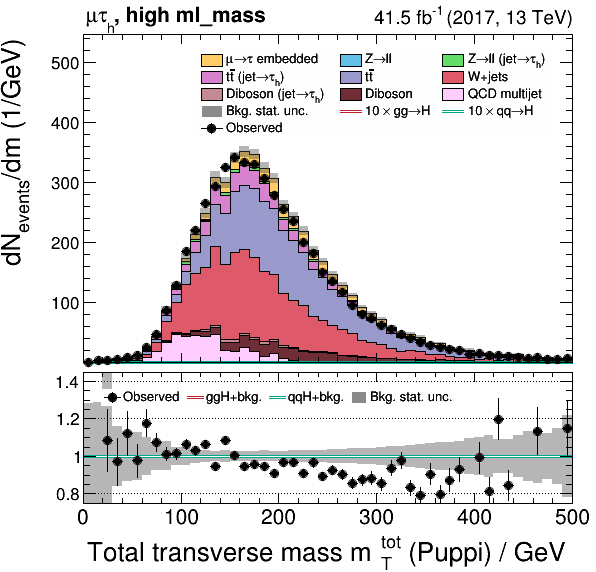 μτh, high ml_mass 41.5 fb⁻¹ (2017, 13 TeV)
dNevents/dm (1/GeV)
μ→τ embedded Z→ll Z→ll (jet→τh)
tt̄ (jet→τh) tt̄ W+jets
Diboson (jet→τh) Diboson QCD multijet
Bkg. stat. unc. 10 × gg→H 10 × qq→H
Observed
500
400
300
200
100
Observed ggH+bkg. qqH+bkg. Bkg. stat. unc.
1.4
1.2
1
0.8
0 100 200 300 400 500
Total transverse mass m T tot (Puppi) / GeV